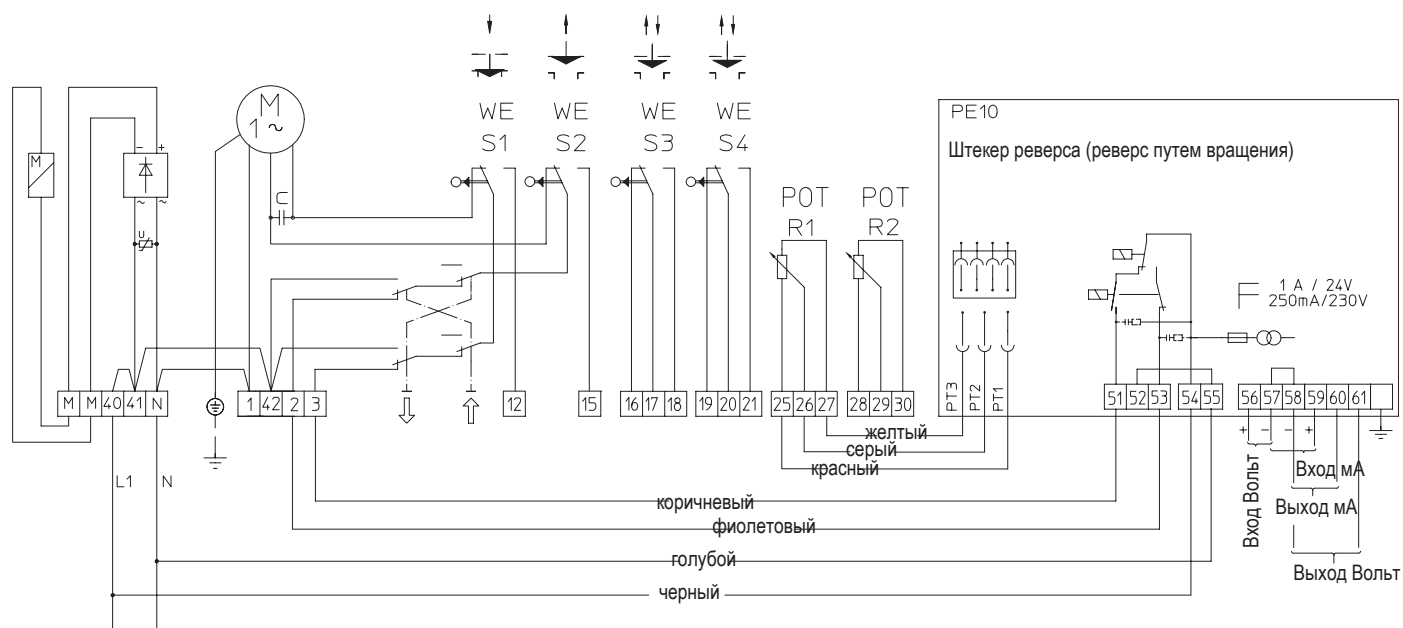 WE WE WE WE
S1 S2 S3 S4
M
1 ~
M
- +
~ ~
U
C
POT POT
R1 R2
PE10
Штекер реверса (реверс путем вращения)
F 1 A / 24V
250mA/230V
PT3 PT2 PT1
M M 40 41 N
1 42 2 3
12
15
16 17 18
19 20 21
25 26 27
28 29 30
51 52 53
54 55
56 57 58 59 60 61
+ - - +
желтый
серый
красный
L1 N
коричневый
фиолетовый
голубой
черный
Вход Вольт
Вход мА
Выход мА
Выход Вольт